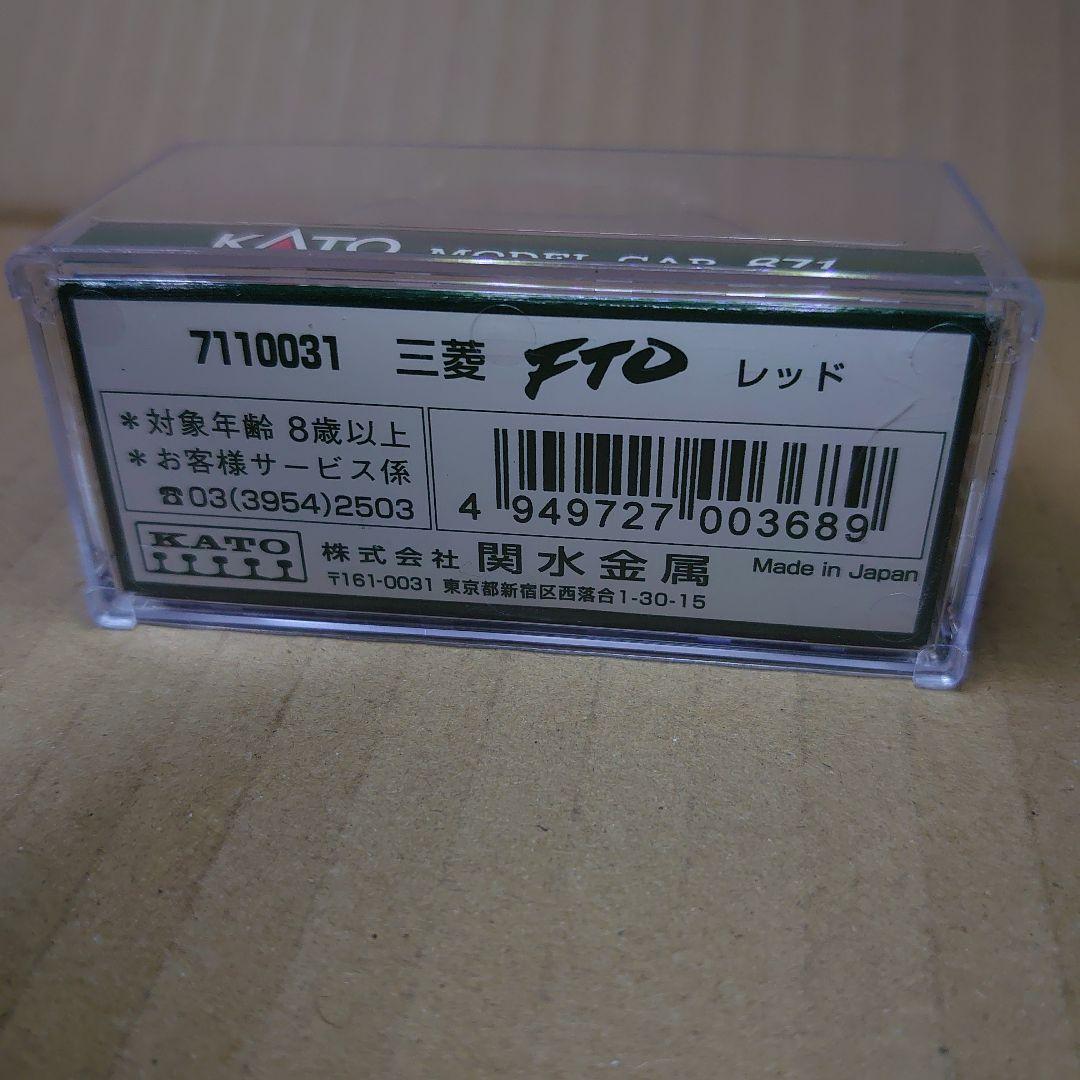 KATO MODEL CAR 871
7110031 三菱 FTO レッド
*対象年齢 8歳以上
*お客様サービス係
☎03(3954)2503
4 949727 003689
KATO
株式会社 関水金属 Made in Japan
〒161-0031 東京都新宿区西落合1-30-15